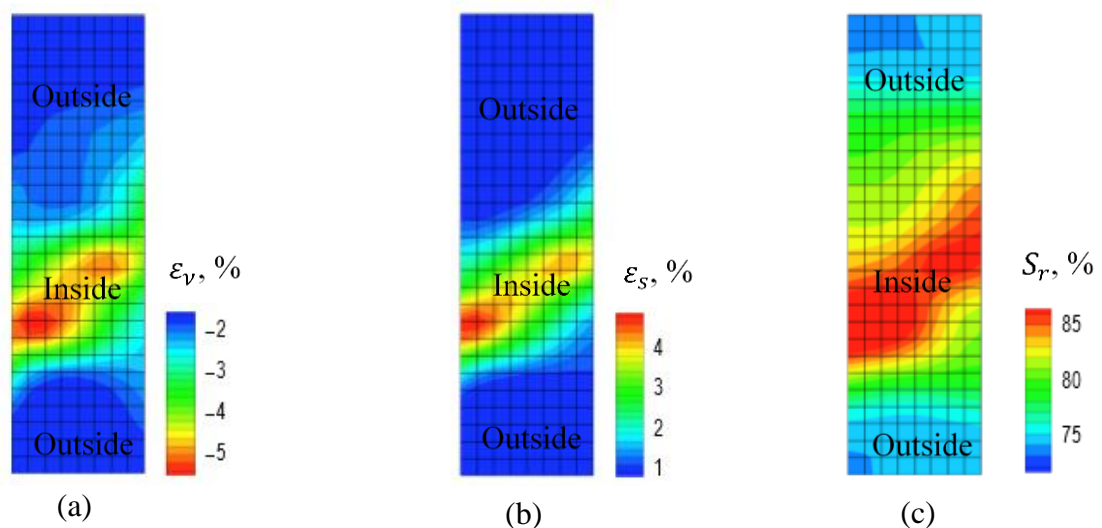 Outside
Inside
Outside
εᵥ, %
−2
−3
−4
−5
(a)
Outside
Inside
Outside
εₛ, %
4
3
2
1
(b)
Outside
Inside
Outside
Sᵣ, %
85
80
75
(c)